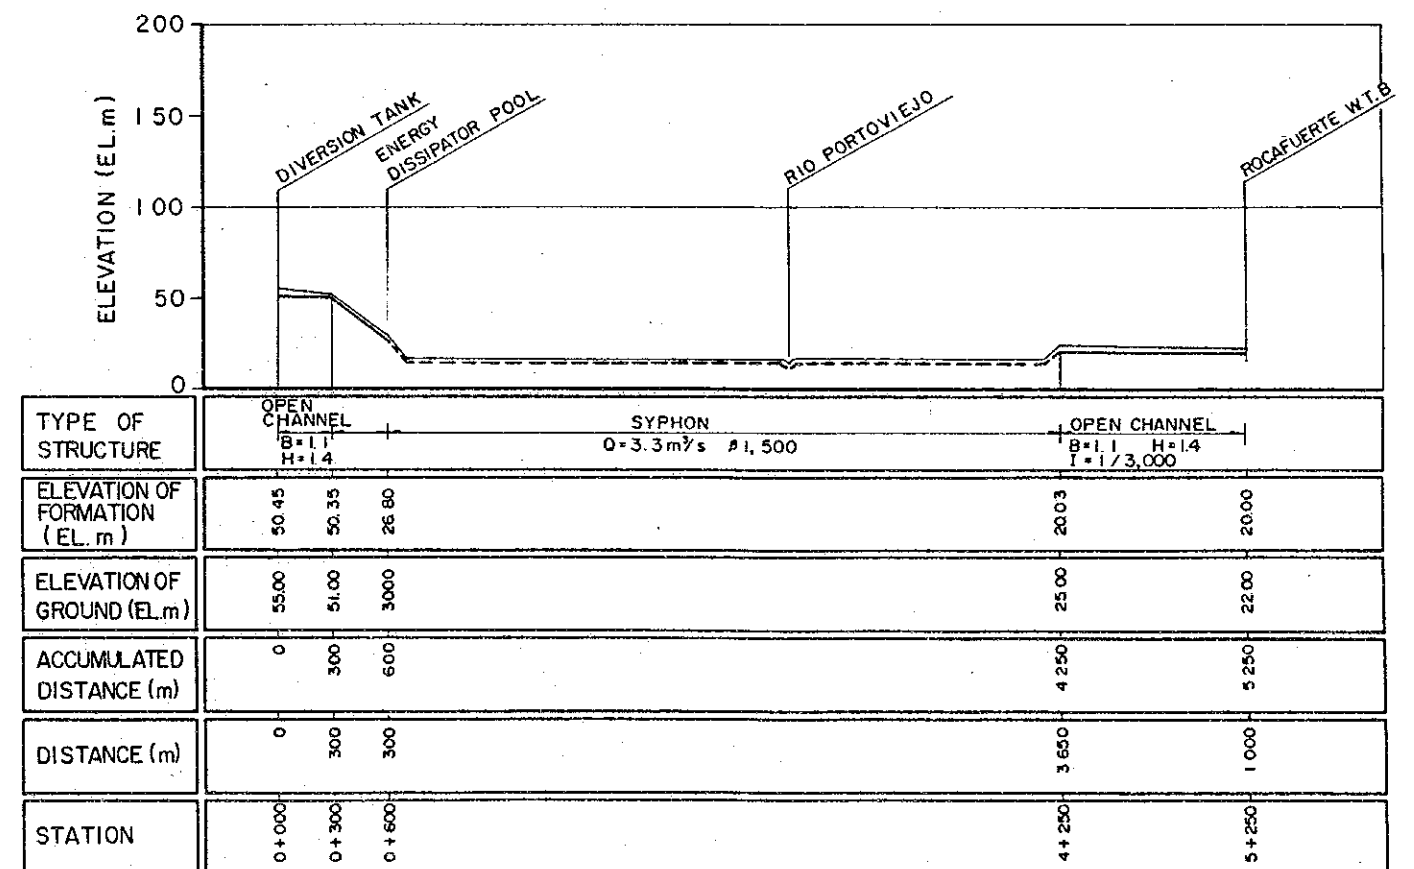 200
150
100
50
0
ELEVATION (EL.m)
DIVERSION TANK
ENERGY
DISSIPATOR POOL
RIO PORTOVIEJO
ROCAFUERTE W.T.B
TYPE OF
STRUCTURE
OPEN
CHANNEL
B=1.1
H=1.4
SYPHON
Q=3.3m³/s ø1,500
OPEN CHANNEL
B=1.1 H=1.4
I=1/3,000
ELEVATION OF
FORMATION
(EL. m)
50.45
50.35
26.80
20.03
20.00
ELEVATION OF
GROUND (EL.m)
55.00
51.00
30.00
25.00
22.00
ACCUMULATED
DISTANCE (m)
0
300
600
4 250
5 250
DISTANCE (m)
0
300
300
3 650
1 000
STATION
0+000
0+300
0+600
4+250
5+250